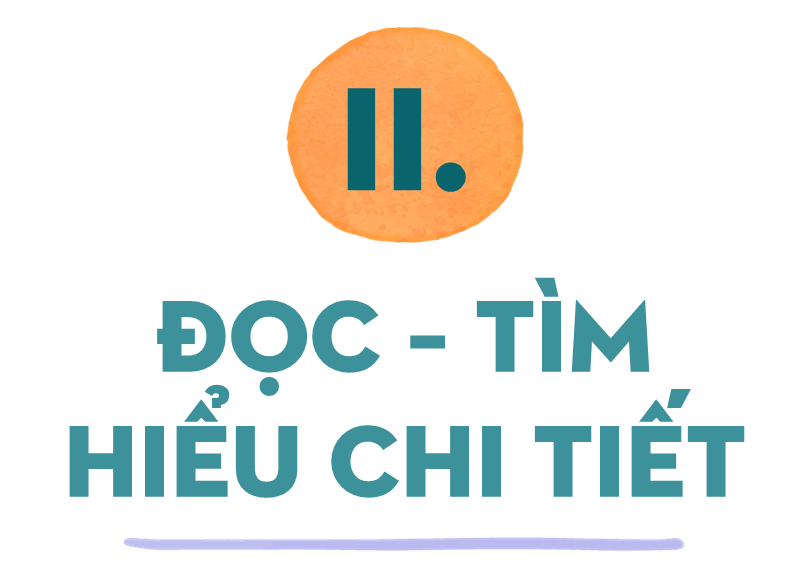 II.
ĐỌC - TÌM
HIỂU CHI TIẾT